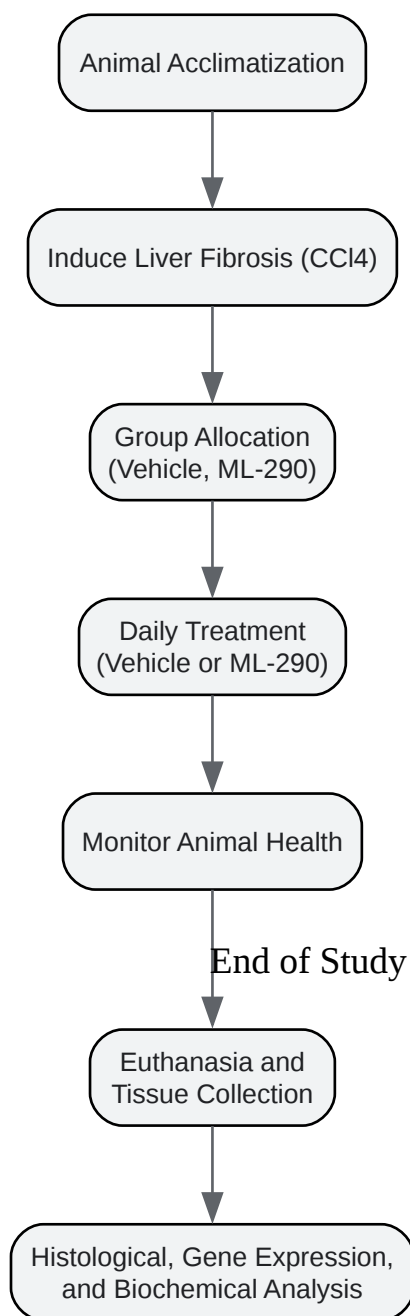 Animal Acclimatization
Induce Liver Fibrosis (CCl4)
Group Allocation
(Vehicle, ML-290)
Daily Treatment
(Vehicle or ML-290)
Monitor Animal Health
End of Study
Euthanasia and
Tissue Collection
Histological, Gene Expression,
and Biochemical Analysis